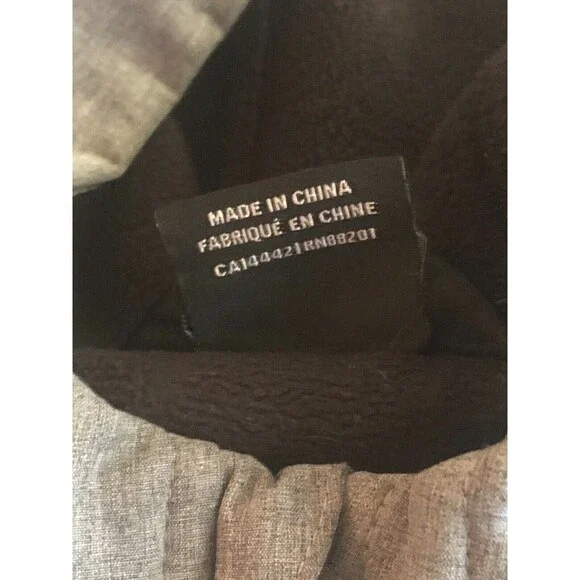 MADE IN CHINA
FABRIQUÉ EN CHINE
CA144421RN88201